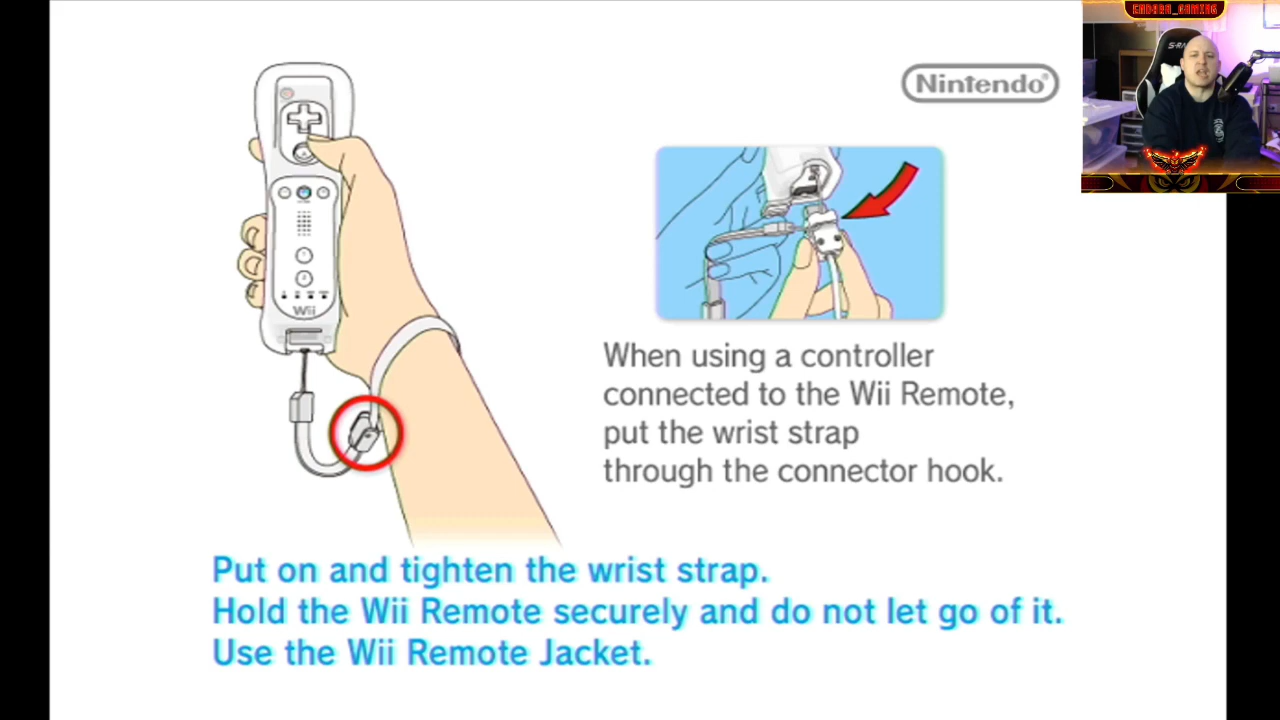 CABARA_GAMING
Nintendo®
Wii
When using a controller
connected to the Wii Remote,
put the wrist strap
through the connector hook.
Put on and tighten the wrist strap.
Hold the Wii Remote securely and do not let go of it.
Use the Wii Remote Jacket.